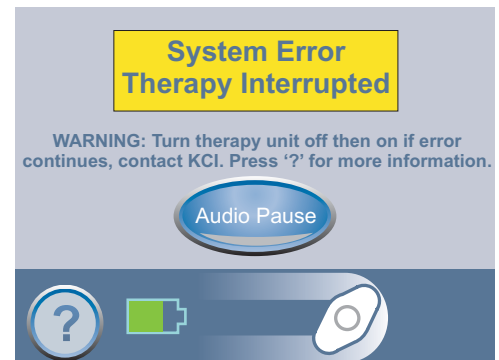 System Error
Therapy Interrupted
WARNING: Turn therapy unit off then on if error
continues, contact KCI. Press ‘?’ for more information.
Audio Pause
?